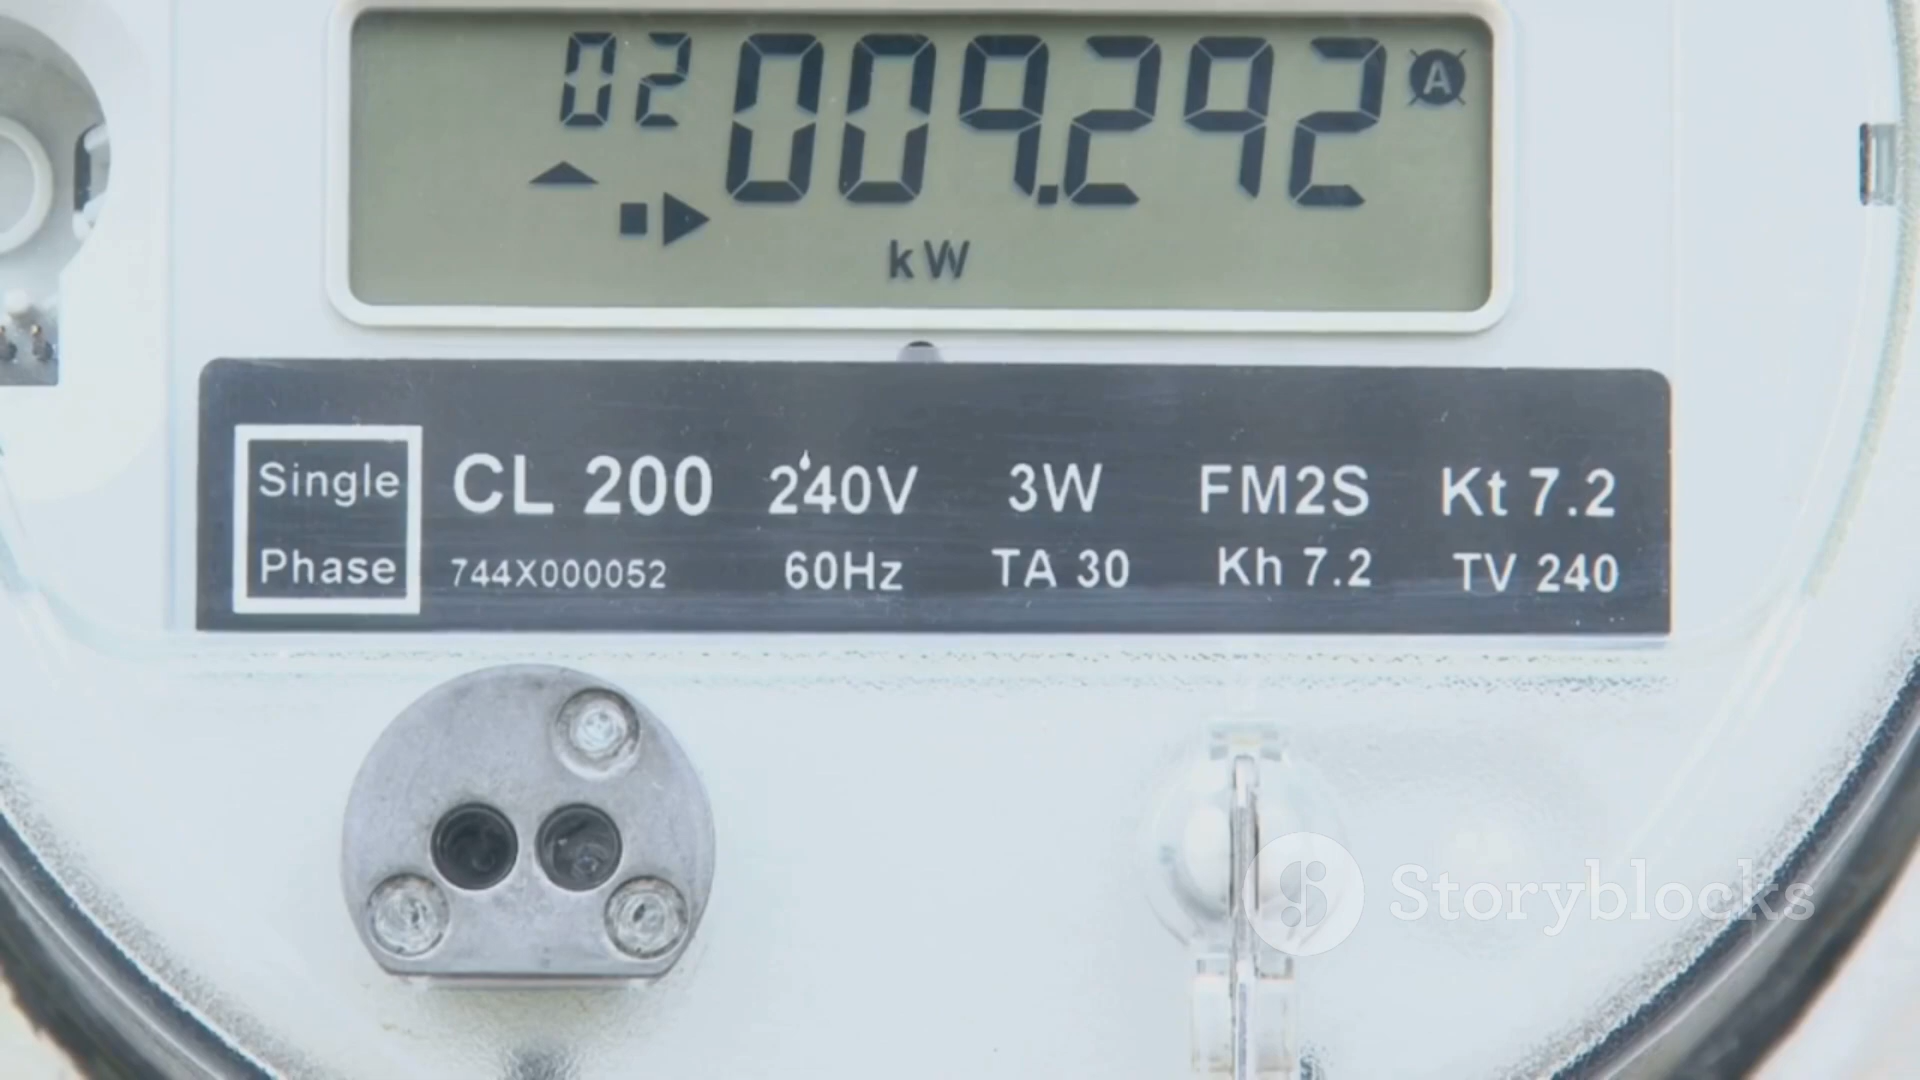 02 009.292 A
kW
Single Phase
CL 200 240V 3W FM2S Kt 7.2
744X000052 60Hz TA 30 Kh 7.2 TV 240
Storyblocks